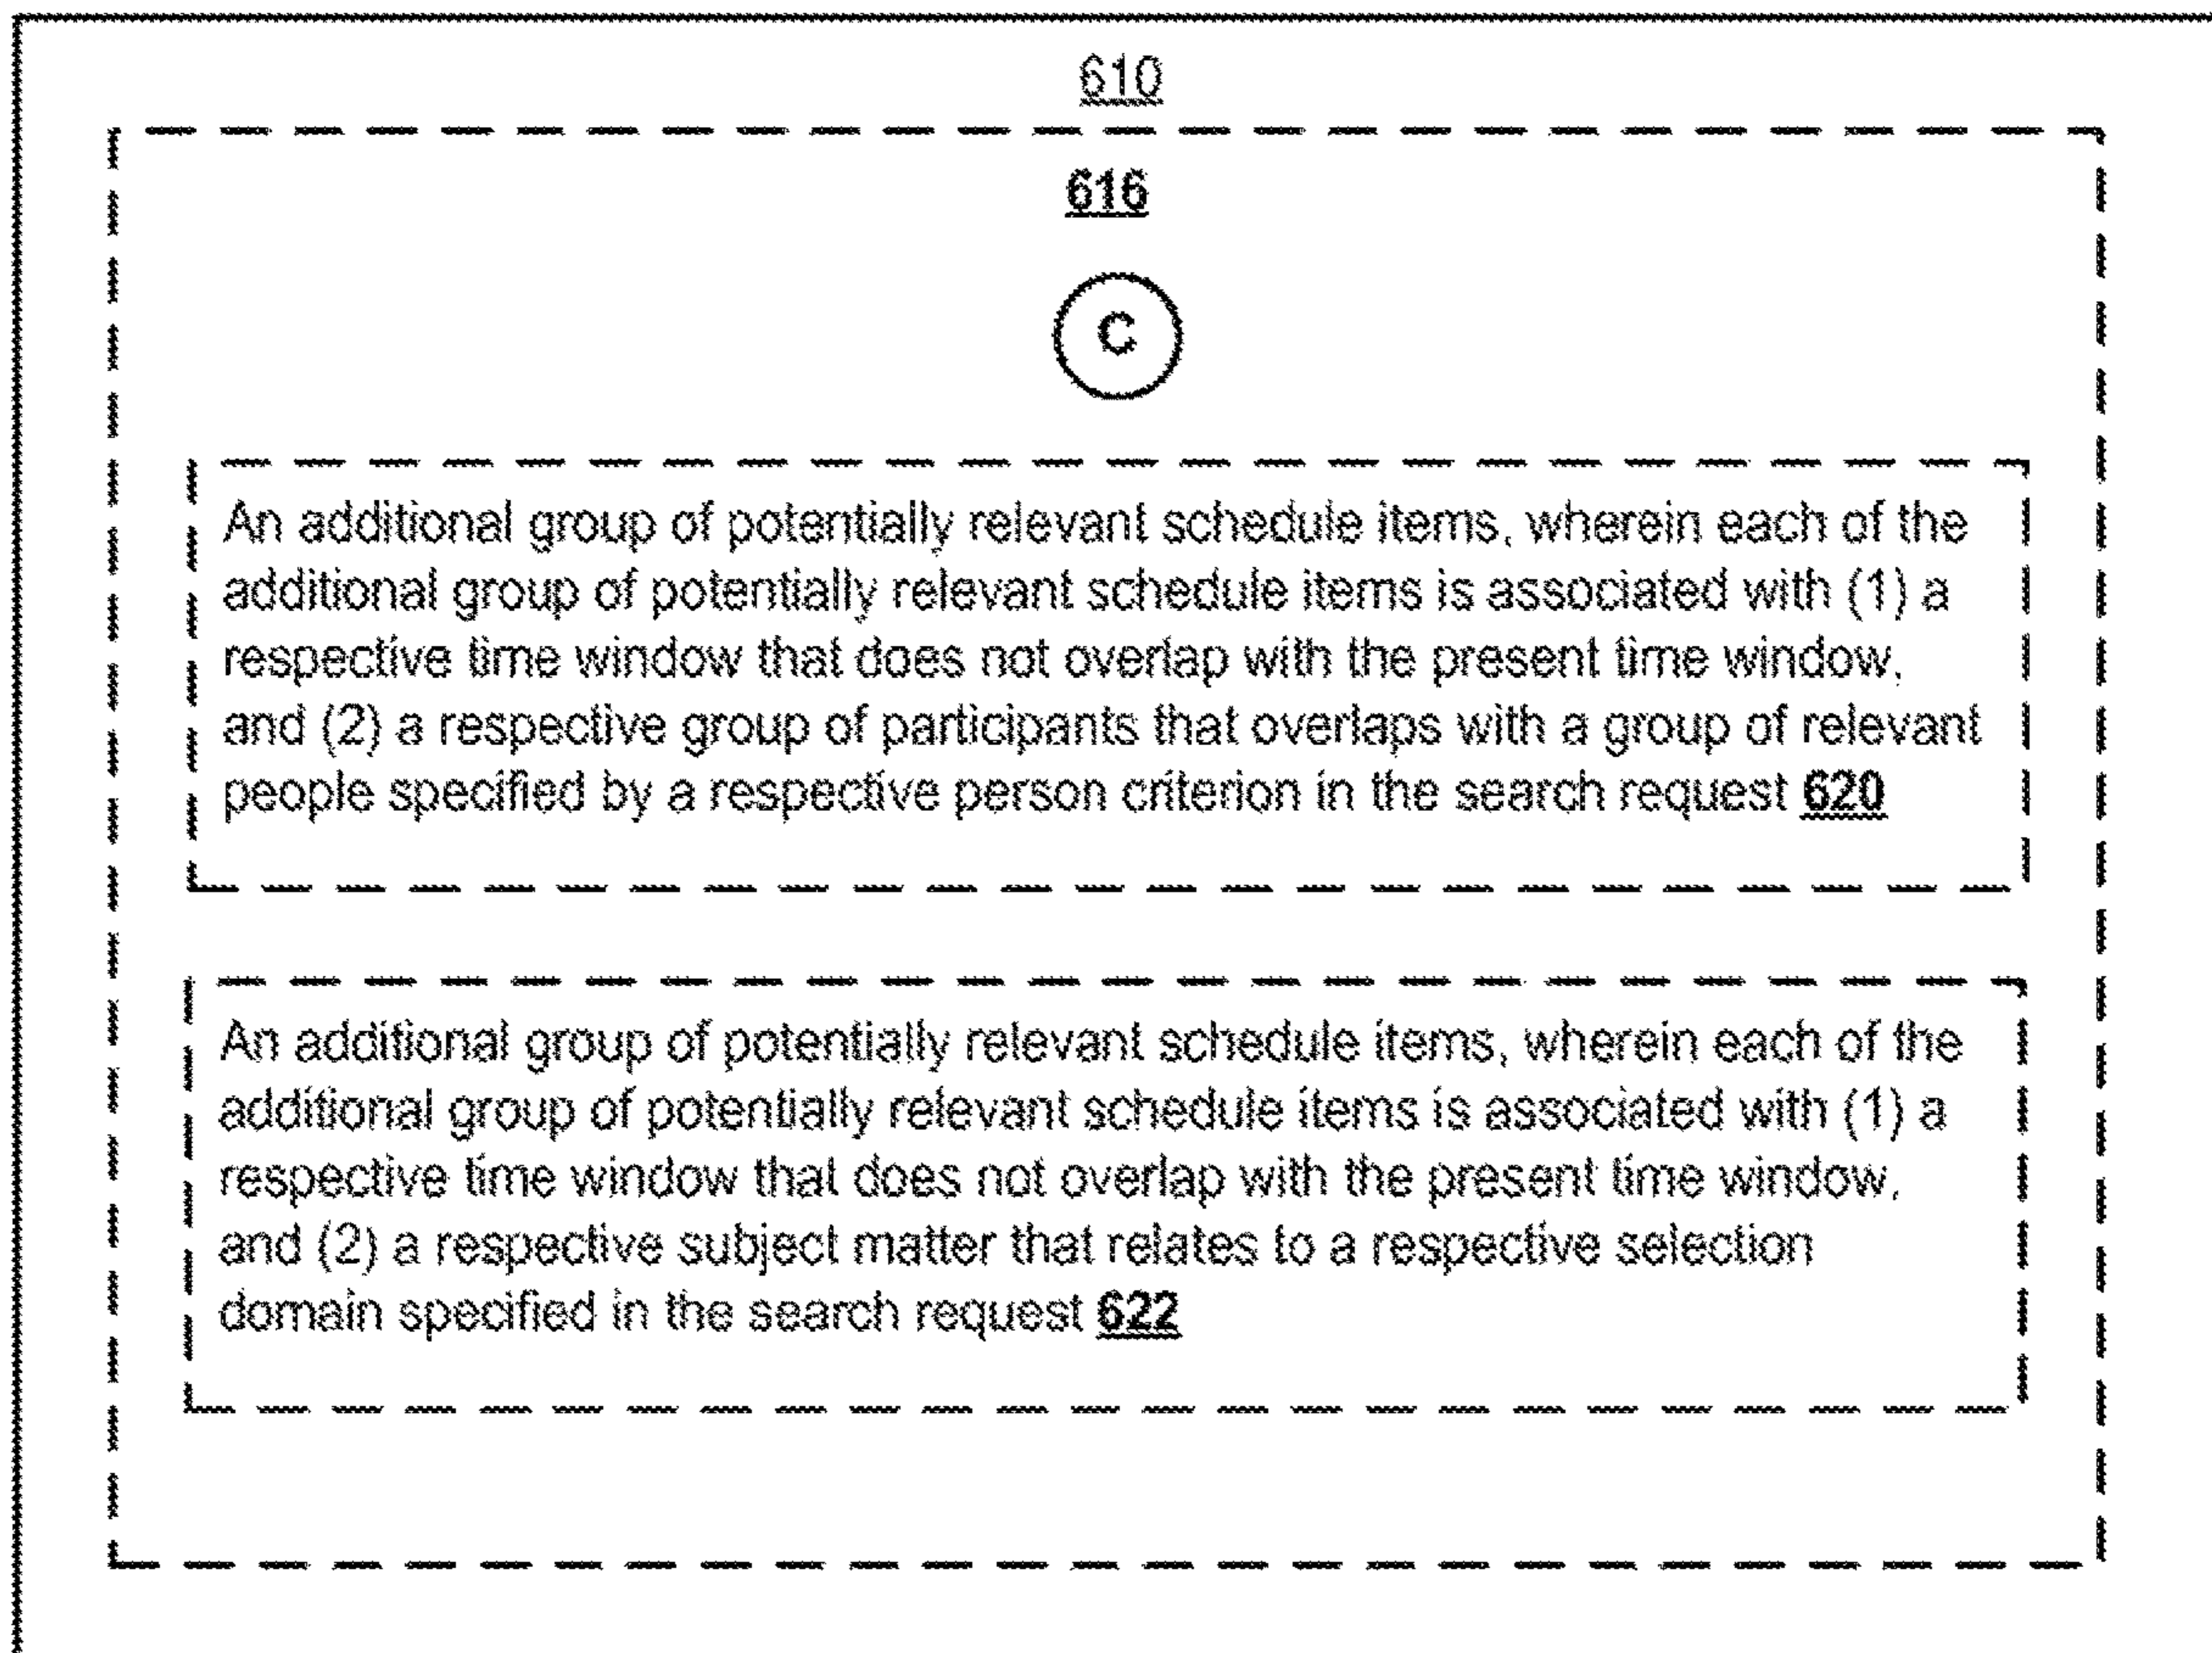 610
616
C
An additional group of potentially relevant schedule items, wherein each of the
additional group of potentially relevant schedule items is associated with (1) a
respective time window that does not overlap with the present time window,
and (2) a respective group of participants that overlaps with a group of relevant
people specified by a respective person criterion in the search request 620
An additional group of potentially relevant schedule items, wherein each of the
additional group of potentially relevant schedule items is associated with (1) a
respective time window that does not overlap with the present time window,
and (2) a respective subject matter that relates to a respective selection
domain specified in the search request 622